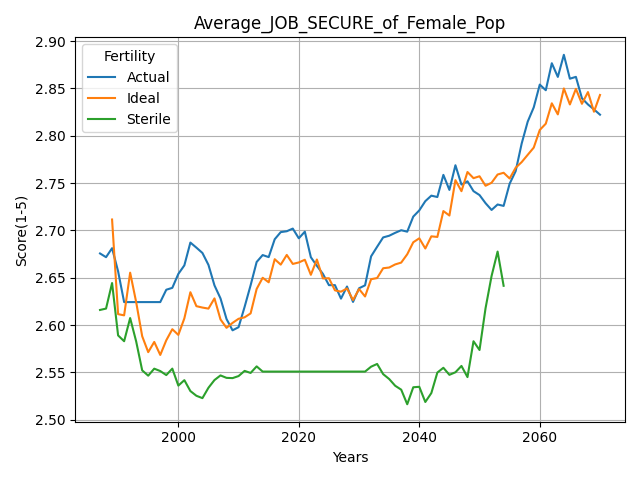 Average_JOB_SECURE_of_Female_Pop
Fertility
Actual
Ideal
Sterile
Score(1-5)
2.90
2.85
2.80
2.75
2.70
2.65
2.60
2.55
2.50
2000 2020 2040 2060
Years